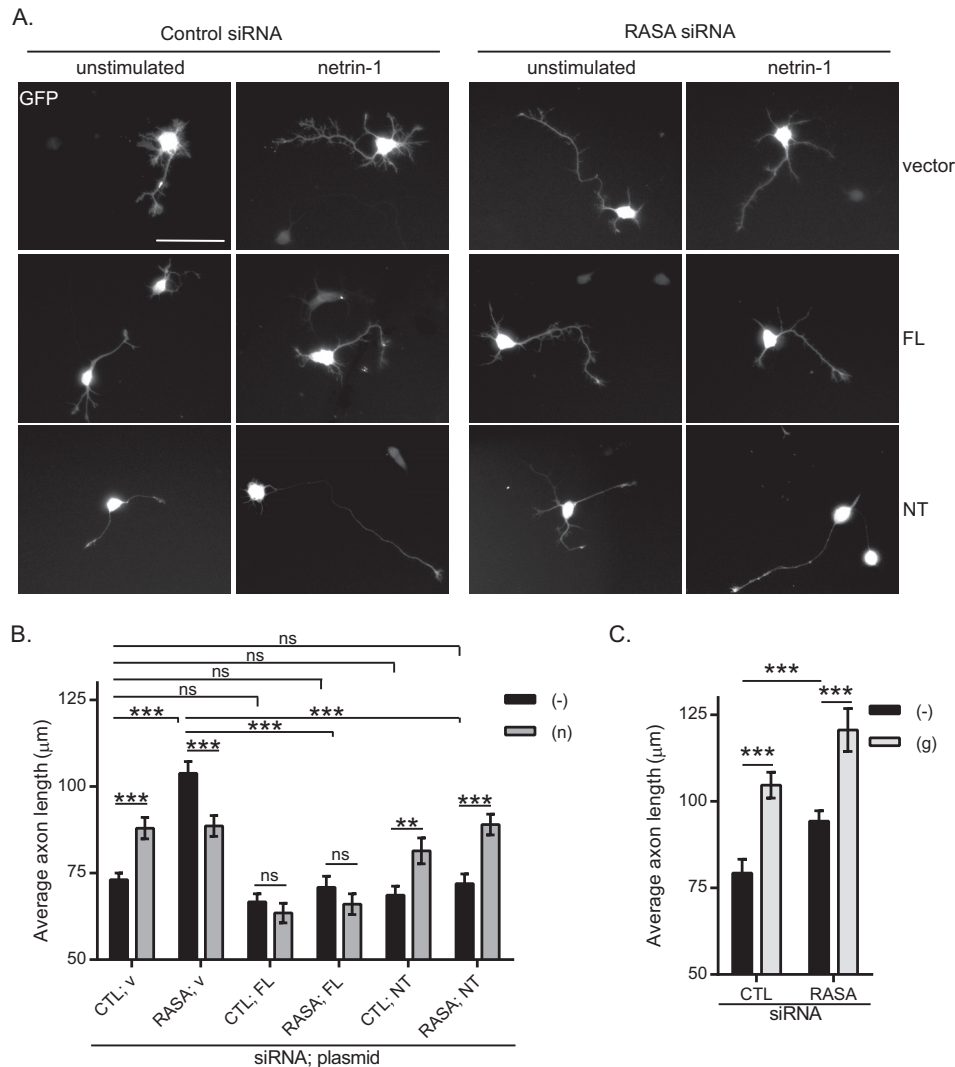 A.
Control siRNA
RASA siRNA
unstimulated
netrin-1
unstimulated
netrin-1
GFP
vector
FL
NT
B.
ns
ns
ns
ns
***
***
***
***
***
ns
ns
**
***
125
100
75
50
Average axon length (μm)
(-)
(n)
CTL; v
RASA; v
CTL; FL
RASA; FL
CTL; NT
RASA; NT
siRNA; plasmid
C.
***
***
***
125
100
75
50
Average axon length (μm)
(-)
(g)
CTL
RASA
siRNA